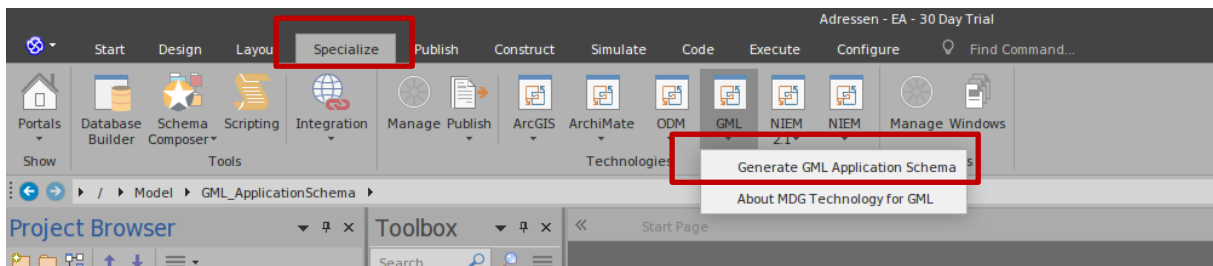 Adressen - EA - 30 Day Trial
Start Design Layou Specialize Publish Construct Simulate Code Execute Configure Find Command...
Portals Database Builder Schema Composer Scripting Integration Manage Publish ArcGIS ArchiMate ODM GML NIEM 2.1 NIEM Manage Windows
Show Tools Technologies s
Generate GML Application Schema
/ Model GML_ApplicationSchema
About MDG Technology for GML
Project Browser Toolbox Start Page
Search